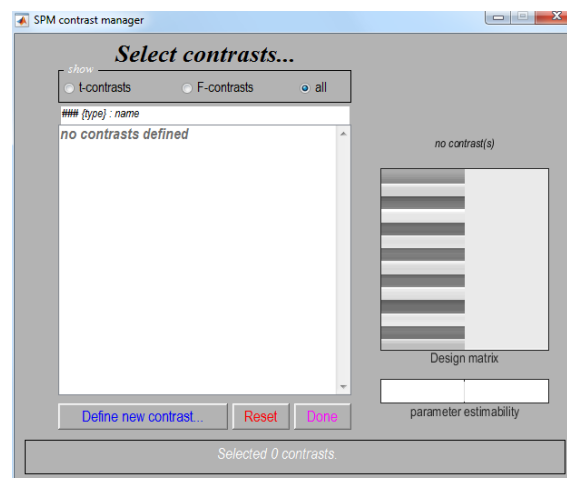 SPM contrast manager
Select contrasts...
show
t-contrasts
F-contrasts
all
### {type} : name
no contrasts defined
no contrast(s)
Design matrix
parameter estimability
Define new contrast...
Reset
Done
Selected 0 contrasts.